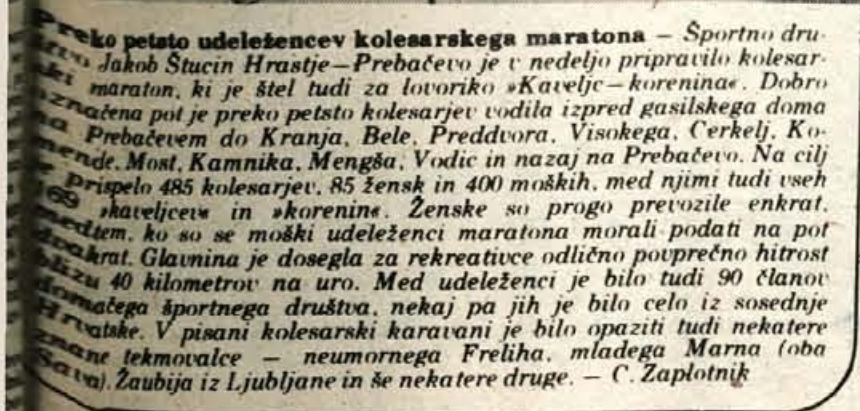 Preko petsto udeležencev kolesarskega maratona — Športno dru-
štvo Jakob Štucin Hrastje—Prebačevo je v nedeljo pripravilo kolesar-
ski maraton, ki je štel tudi za lovoriko »Kaveljc—korenina«. Dobro
označena pot je preko petsto kolesarjev vodila izpred gasilskega doma
na Prebačevem do Kranja, Bele, Preddvora, Visokega, Cerkelj, Ko-
mende, Most, Kamnika, Mengša, Vodic in nazaj na Prebačevo. Na cilj
je prispelo 485 kolesarjev, 85 žensk in 400 moških, med njimi tudi vseh
169 »kaveljcev« in »korenin«. Ženske so progo prevozile enkrat,
medtem, ko so se moški udeleženci maratona morali podati na pot
dvakrat. Glavnina je dosegla za rekreativce odlično povprečno hitrost
blizu 40 kilometrov na uro. Med udeleženci je bilo tudi 90 članov
domačega športnega društva, nekaj pa jih je bilo celo iz sosednje
Hrvatske. V pisani kolesarski karavani je bilo opaziti tudi nekatere
znane tekmovalce — neumornega Freliha, mladega Marna (oba
Sava), Žaubija iz Ljubljane in še nekatere druge. — C. Zaplotnik